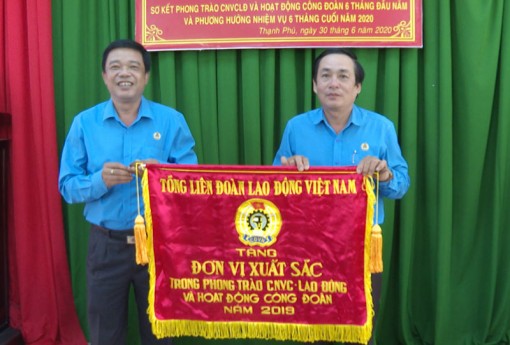 SƠ KẾT PHONG TRÀO CNVCLĐ VÀ HOẠT ĐỘNG CÔNG ĐOÀN 6 THÁNG ĐẦU NĂM
VÀ PHƯƠNG HƯỚNG NHIỆM VỤ 6 THÁNG CUỐI NĂM 2020
Thạnh Phú, ngày 30 tháng 6 năm 2020
TỔNG LIÊN ĐOÀN LAO ĐỘNG VIỆT NAM
TẶNG
ĐƠN VỊ XUẤT SẮC
TRONG PHONG TRÀO CNVC-LAO ĐỘNG
VÀ HOẠT ĐỘNG CÔNG ĐOÀN
NĂM 2019